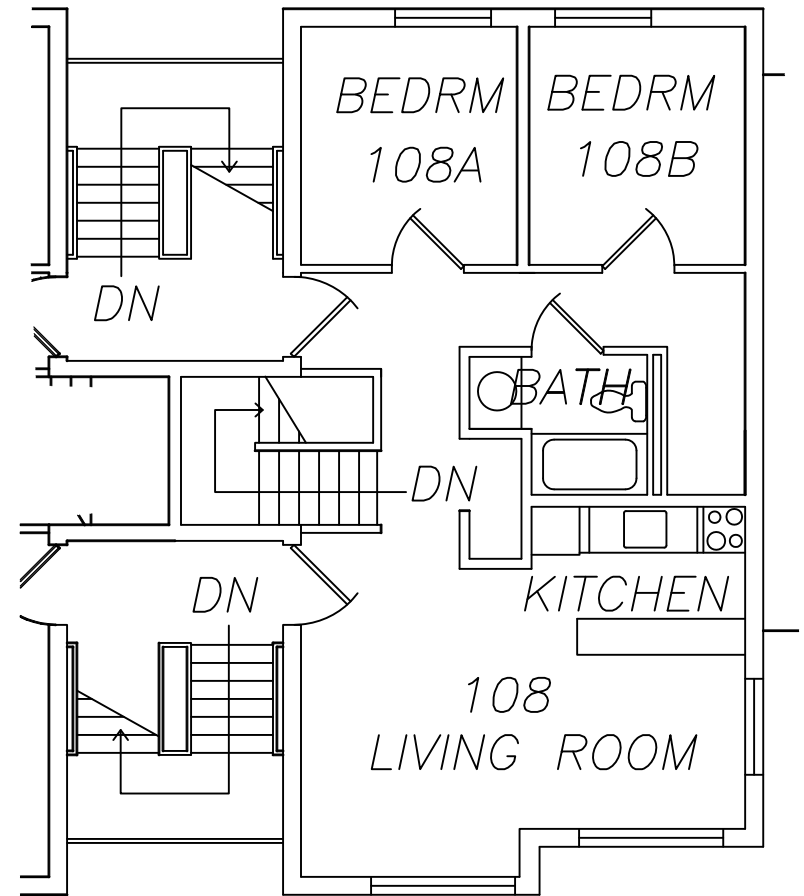 BEDRM
108A
BEDRM
108B
DN
BATH
DN
DN
KITCHEN
108
LIVING ROOM